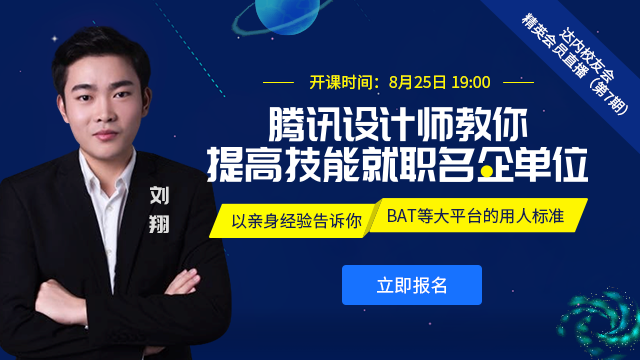 达内校友会
精英会员直播（第7期）
开课时间：8月25日 19:00
腾讯设计师教你
提高技能就职名企单位
刘翔
以亲身经验告诉你
BAT等大平台的用人标准
立即报名